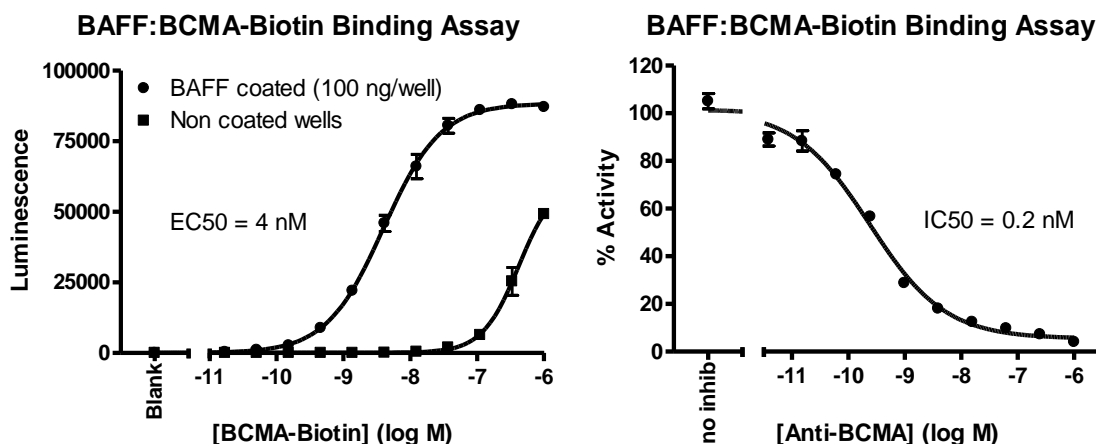 BAFF:BCMA-Biotin Binding Assay
100000
75000
50000
25000
0
Luminescence
BAFF coated (100 ng/well)
Non coated wells
EC50 = 4 nM
Blank
-11
-10
-9
-8
-7
-6
[BCMA-Biotin] (log M)
BAFF:BCMA-Biotin Binding Assay
120
100
80
60
40
20
0
% Activity
IC50 = 0.2 nM
no inhib
-11
-10
-9
-8
-7
-6
[Anti-BCMA] (log M)